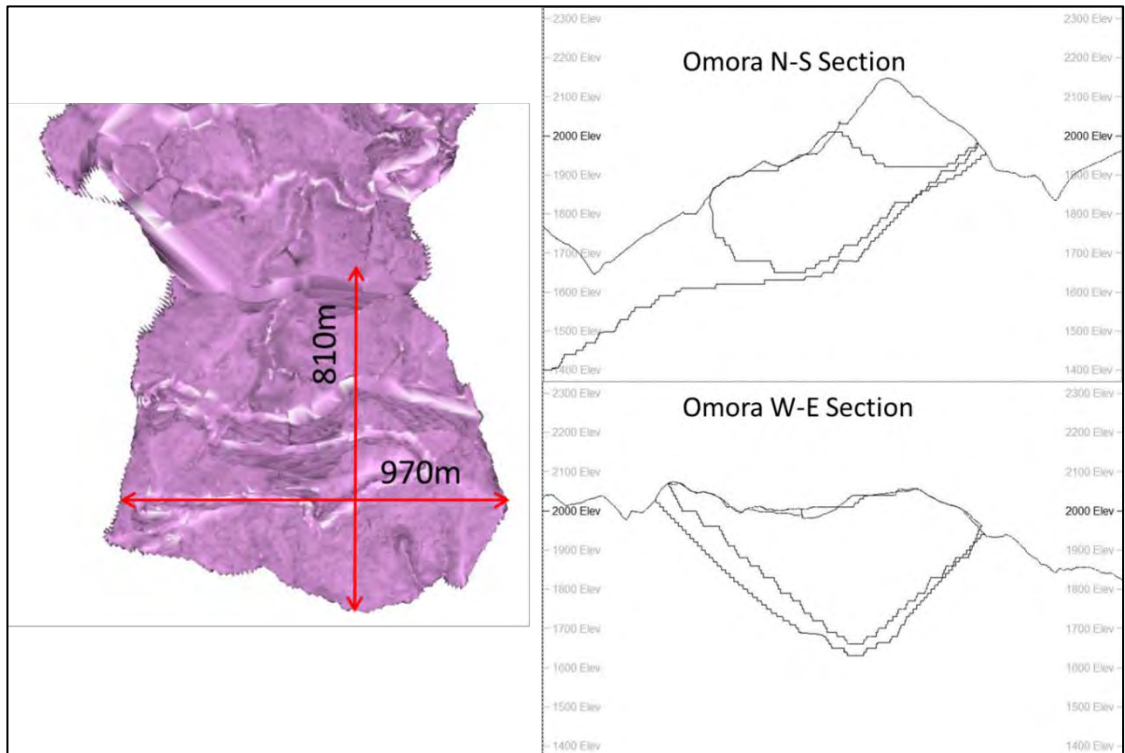 810m
970m
Omora N-S Section
2300 Elev 2300 Elev
2200 Elev 2200 Elev
2100 Elev 2100 Elev
2000 Elev 2000 Elev
1900 Elev 1900 Elev
1800 Elev 1800 Elev
1700 Elev 1700 Elev
1600 Elev 1600 Elev
1500 Elev 1500 Elev
1400 Elev 1400 Elev
Omora W-E Section
2300 Elev 2300 Elev
2200 Elev 2200 Elev
2100 Elev 2100 Elev
2000 Elev 2000 Elev
1900 Elev 1900 Elev
1800 Elev 1800 Elev
1700 Elev 1700 Elev
1600 Elev 1600 Elev
1500 Elev 1500 Elev
1400 Elev 1400 Elev